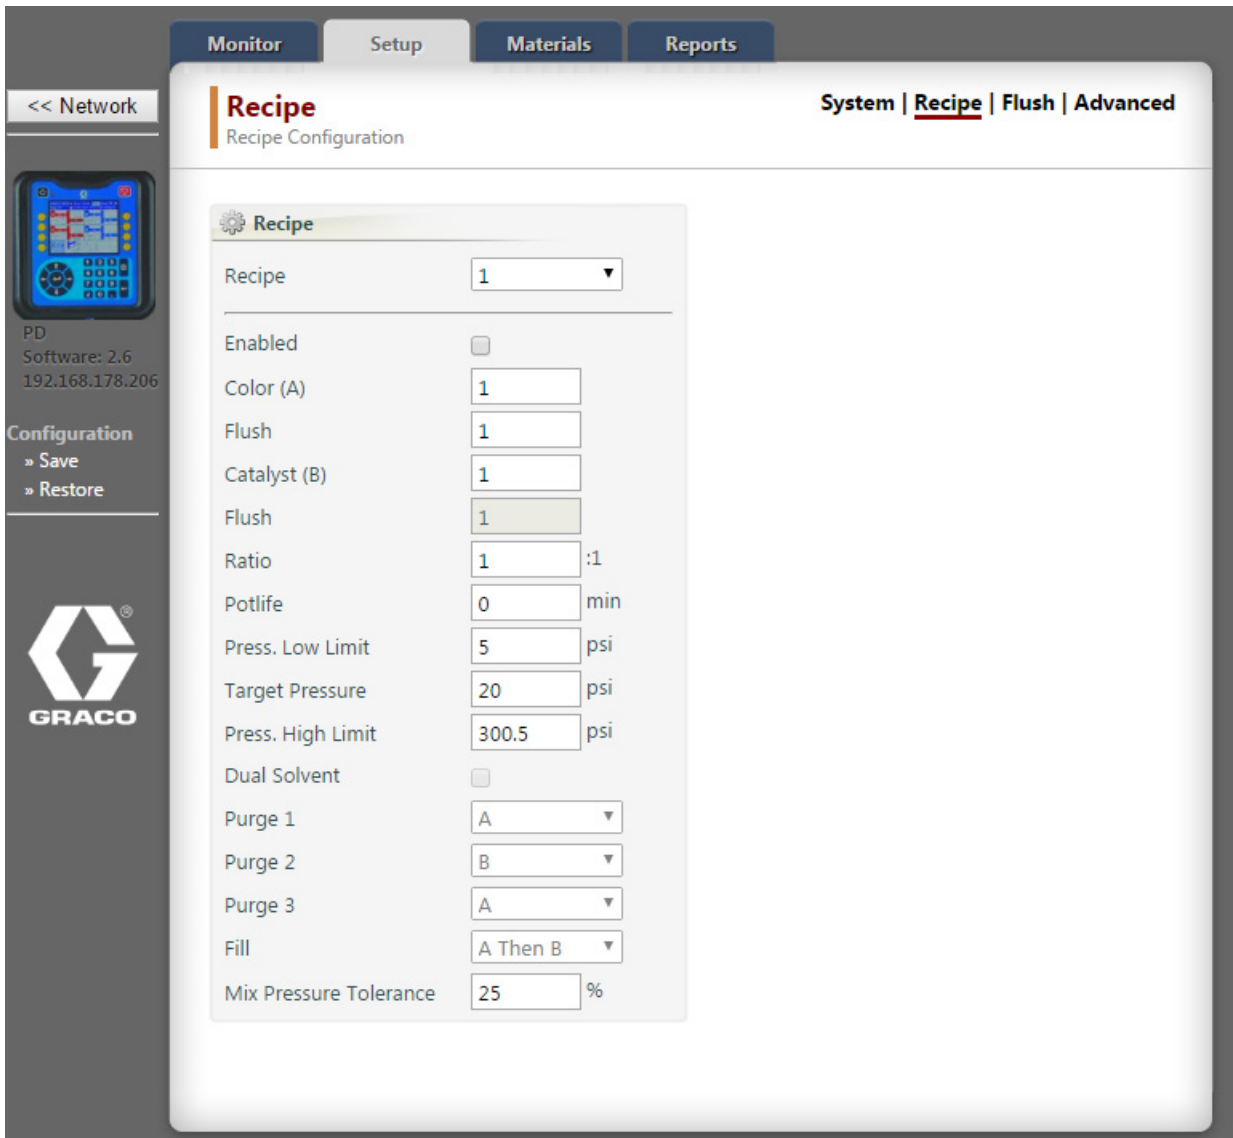 Monitor Setup Materials Reports
<< Network
Recipe
Recipe Configuration
System | Recipe | Flush | Advanced
PD
Software: 2.6
192.168.178.206
Configuration
» Save
» Restore
GRACO
®
Recipe
Recipe 1
Enabled
Color (A) 1
Flush 1
Catalyst (B) 1
Flush 1
Ratio 1 :1
Potlife 0 min
Press. Low Limit 5 psi
Target Pressure 20 psi
Press. High Limit 300.5 psi
Dual Solvent
Purge 1 A
Purge 2 B
Purge 3 A
Fill A Then B
Mix Pressure Tolerance 25 %